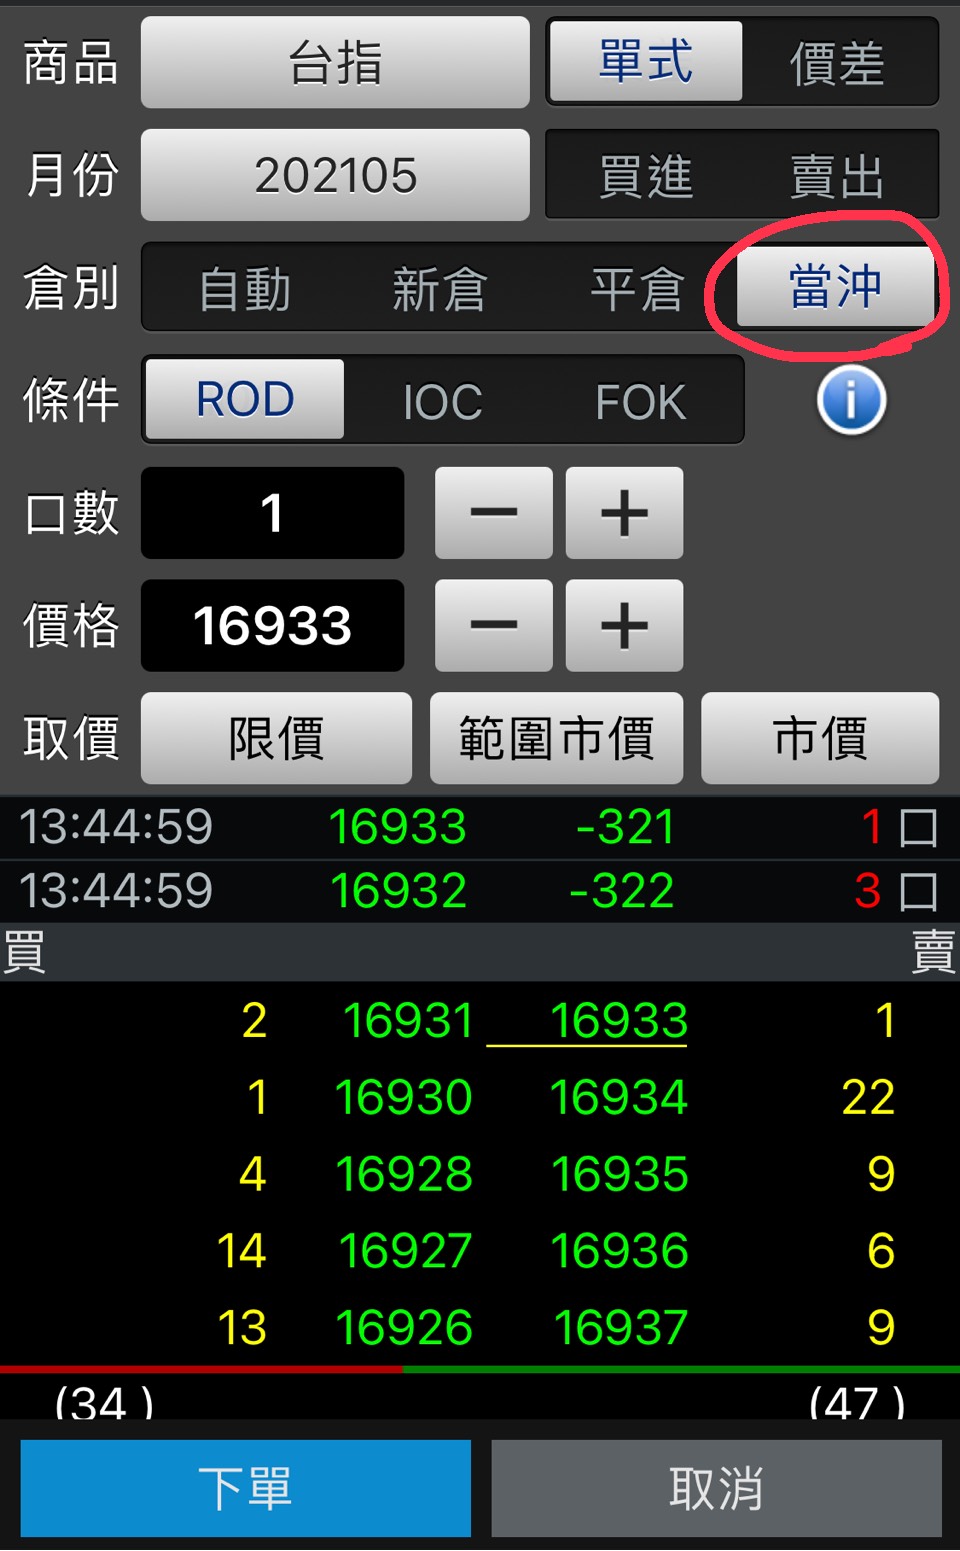 商品 台指 單式 價差
月份 202105 買進 賣出
倉別 自動 新倉 平倉 當沖
條件 ROD IOC FOK i
口數 1 − +
價格 16933 − +
取價 限價 範圍市價 市價
13:44:59 16933 -321 1 口
13:44:59 16932 -322 3 口
買 賣
2 16931 16933 1
1 16930 16934 22
4 16928 16935 9
14 16927 16936 6
13 16926 16937 9
(34 ) (47 )
下單 取消